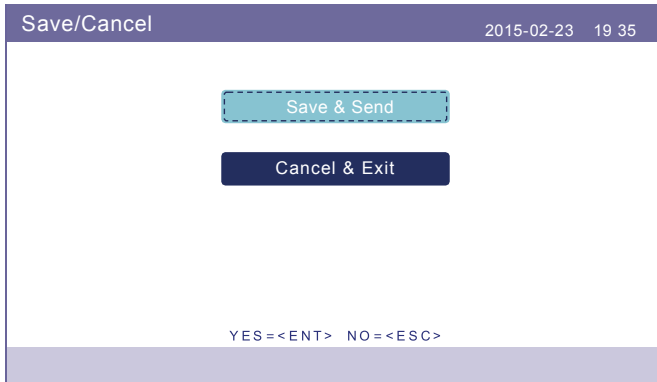 Save/Cancel 2015-02-23 19 35
Save & Send
Cancel & Exit
YES=<ENT> NO=<ESC>